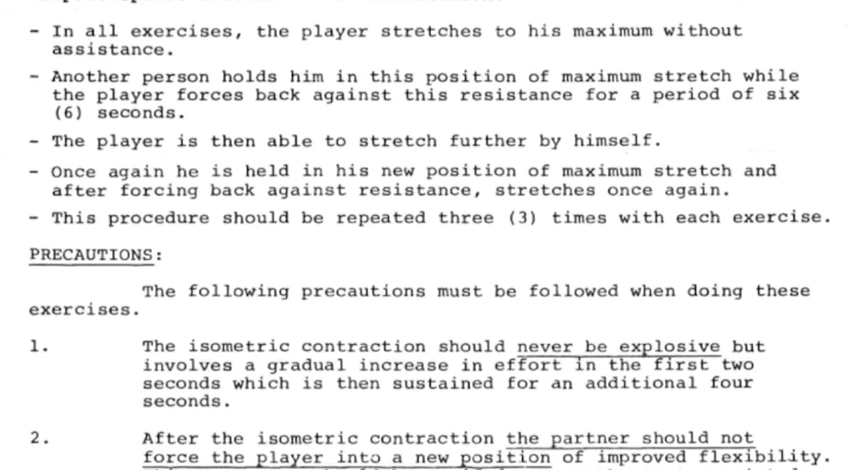 - In all exercises, the player stretches to his maximum without
assistance.
- Another person holds him in this position of maximum stretch while
the player forces back against this resistance for a period of six
(6) seconds.
- The player is then able to stretch further by himself.
- Once again he is held in his new position of maximum stretch and
after forcing back against resistance, stretches once again.
- This procedure should be repeated three (3) times with each exercise.
PRECAUTIONS:
The following precautions must be followed when doing these
exercises.
1. The isometric contraction should never be explosive but
involves a gradual increase in effort in the first two
seconds which is then sustained for an additional four
seconds.
2. After the isometric contraction the partner should not
force the player into a new position of improved flexibility.